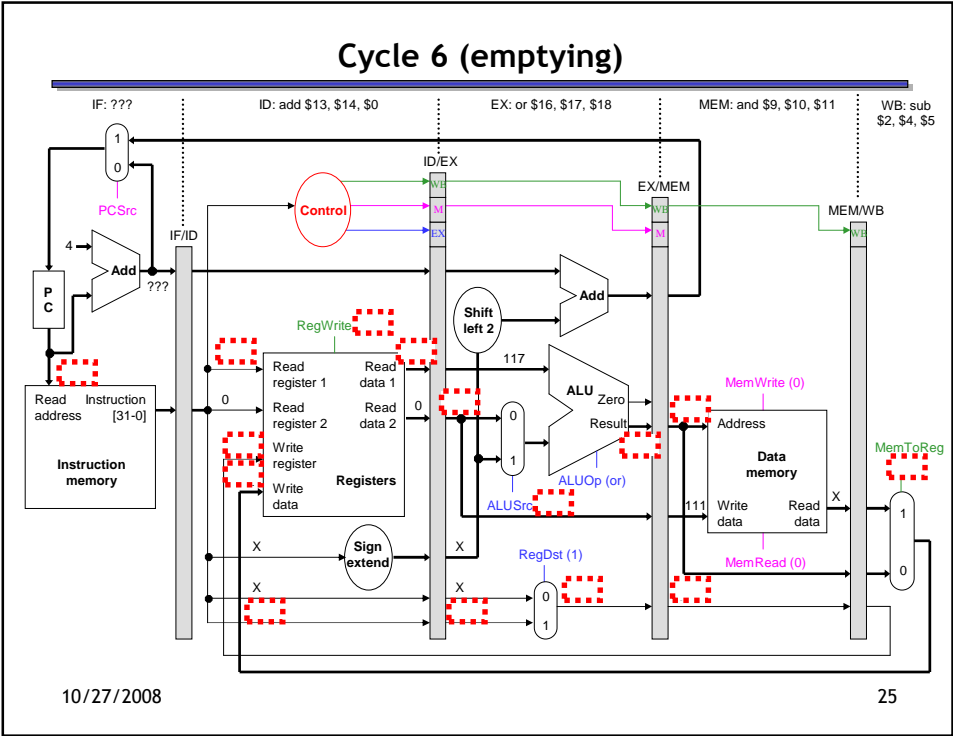 Cycle 6 (emptying)
IF: ???
ID: add $13, $14, $0
EX: or $16, $17, $18
MEM: and $9, $10, $11
WB: sub
$2, $4, $5
1
0
PCSrc
4
Add
???
P
C
IF/ID
Control
ID/EX
WB
M
EX
EX/MEM
WB
M
MEM/WB
WB
Shift
left 2
Add
RegWrite
Read
address
Instruction
[31-0]
Instruction
memory
0
Read
register 1
Read
data 1
Read
register 2
Read
data 2
Write
register
Write
data
Registers
0
117
0
1
ALUSrc
ALU
Zero
Result
ALUOp (or)
MemWrite (0)
Address
Data
memory
111
Write
data
Read
data
X
MemRead (0)
MemToReg
1
0
X
Sign
extend
X
RegDst (1)
X
X
0
1
10/27/2008
25